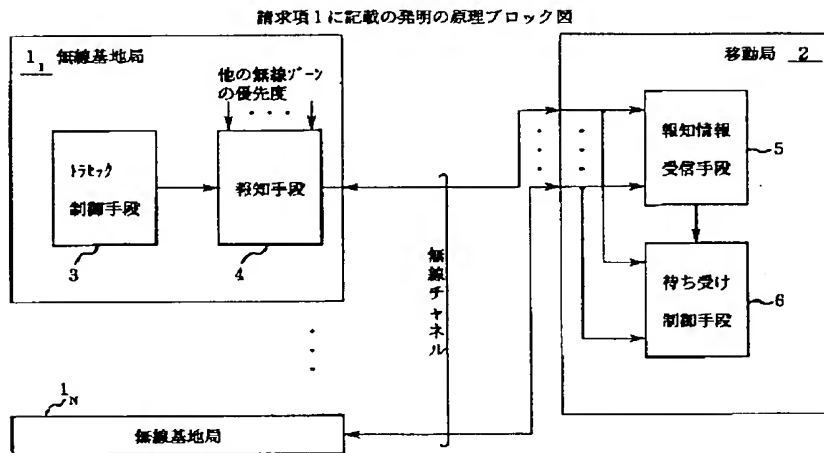 請求項1に記載の発明の原理ブロック図
1₁ 無線基地局
他の無線ゾーン
の優先度
トラヒック
制御手段
3
報知手段
4
無線チャネル
移動局 2
報知情報
受信手段
5
待ち受け
制御手段
6
1N
無線基地局